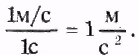 1м/с / 1с = 1 м/с².